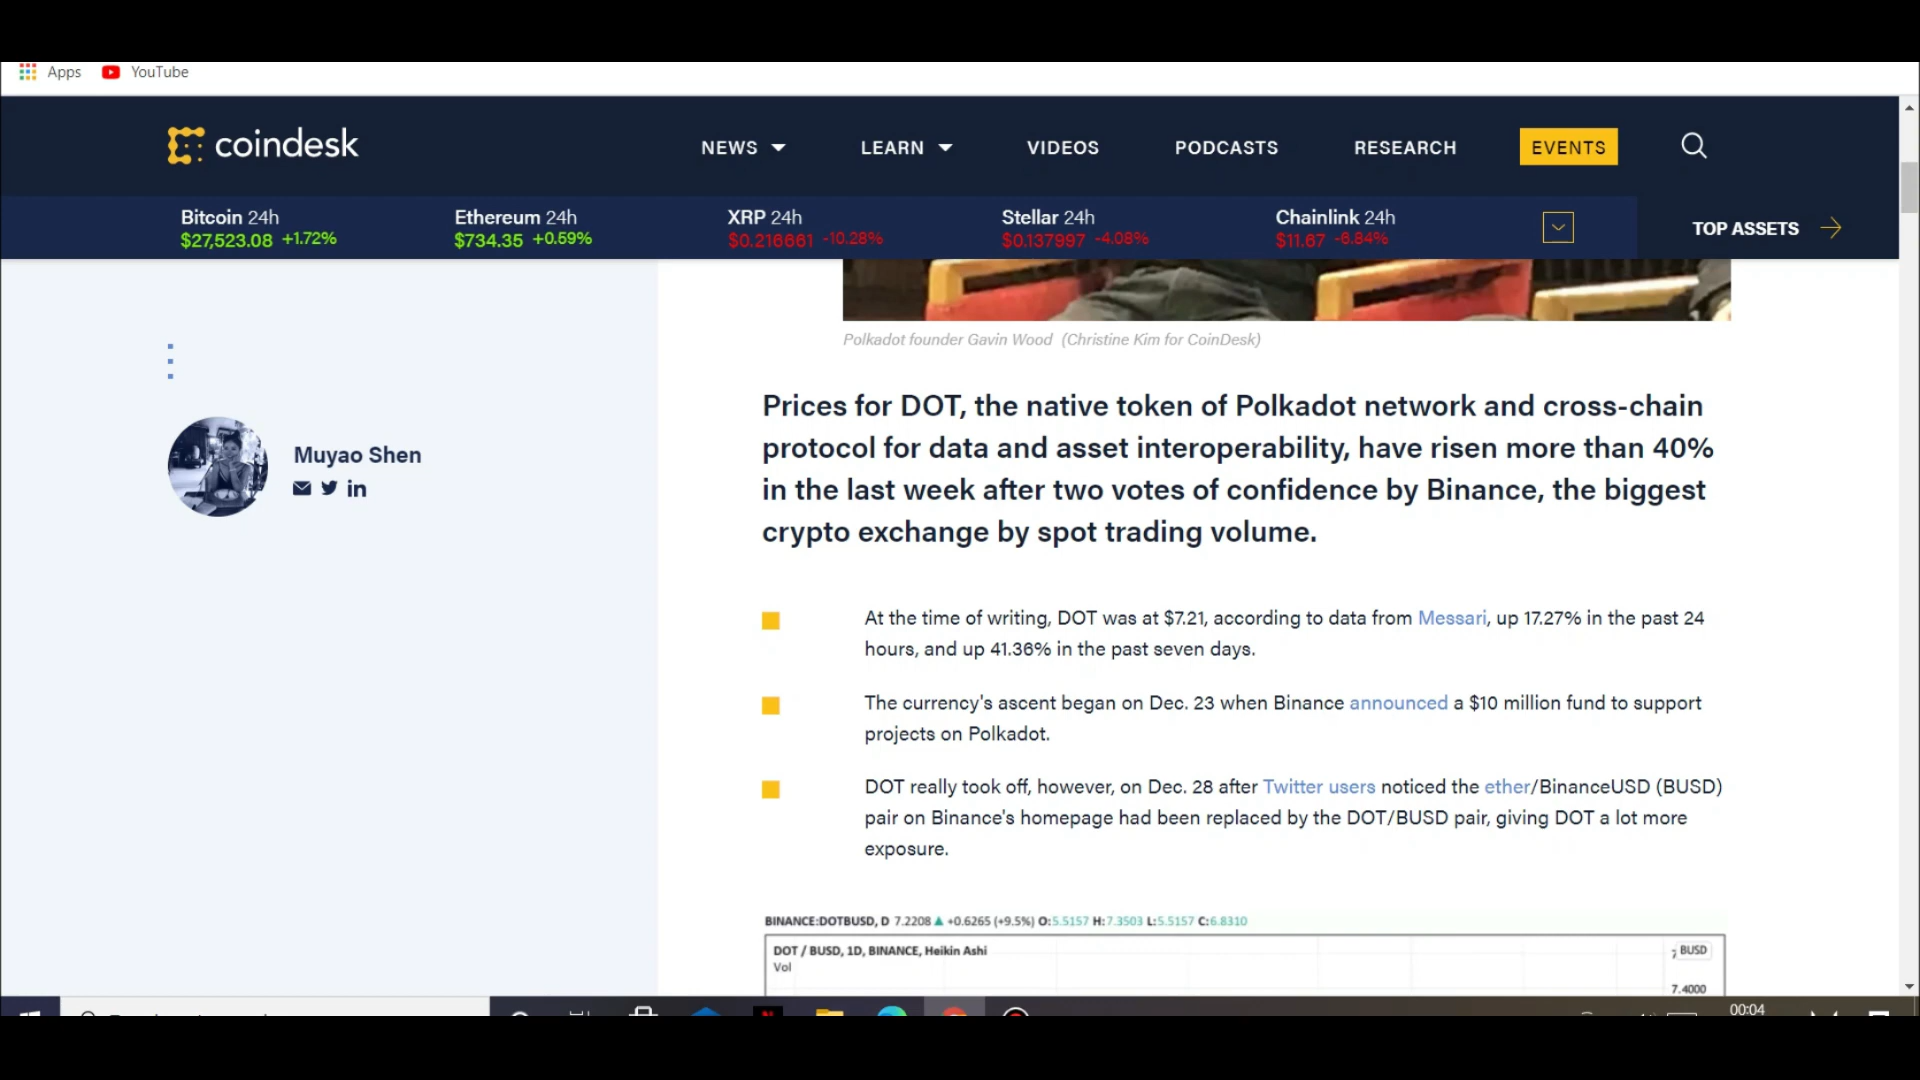 Apps YouTube
coindesk NEWS LEARN VIDEOS PODCASTS RESEARCH EVENTS
Bitcoin 24h Ethereum 24h XRP 24h Stellar 24h Chainlink 24h
$27,523.08 +1.72% $734.35 +0.59% $0.216661 -10.28% $0.137997 -4.08% $11.67 -6.84%
TOP ASSETS
Polkadot founder Gavin Wood (Christine Kim for CoinDesk)
Muyao Shen
Prices for DOT, the native token of Polkadot network and cross-chain
protocol for data and asset interoperability, have risen more than 40%
in the last week after two votes of confidence by Binance, the biggest
crypto exchange by spot trading volume.
At the time of writing, DOT was at $7.21, according to data from Messari, up 17.27% in the past 24
hours, and up 41.36% in the past seven days.
The currency's ascent began on Dec. 23 when Binance announced a $10 million fund to support
projects on Polkadot.
DOT really took off, however, on Dec. 28 after Twitter users noticed the ether/BinanceUSD (BUSD)
pair on Binance's homepage had been replaced by the DOT/BUSD pair, giving DOT a lot more
exposure.
BINANCE:DOTBUSD, D 7.2208 ▲ +0.6265 (+9.5%) O:5.5157 H:7.3503 L:5.5157 C:6.8310
DOT / BUSD, 1D, BINANCE, Heikin Ashi BUSD
Vol
7.4000
00:04